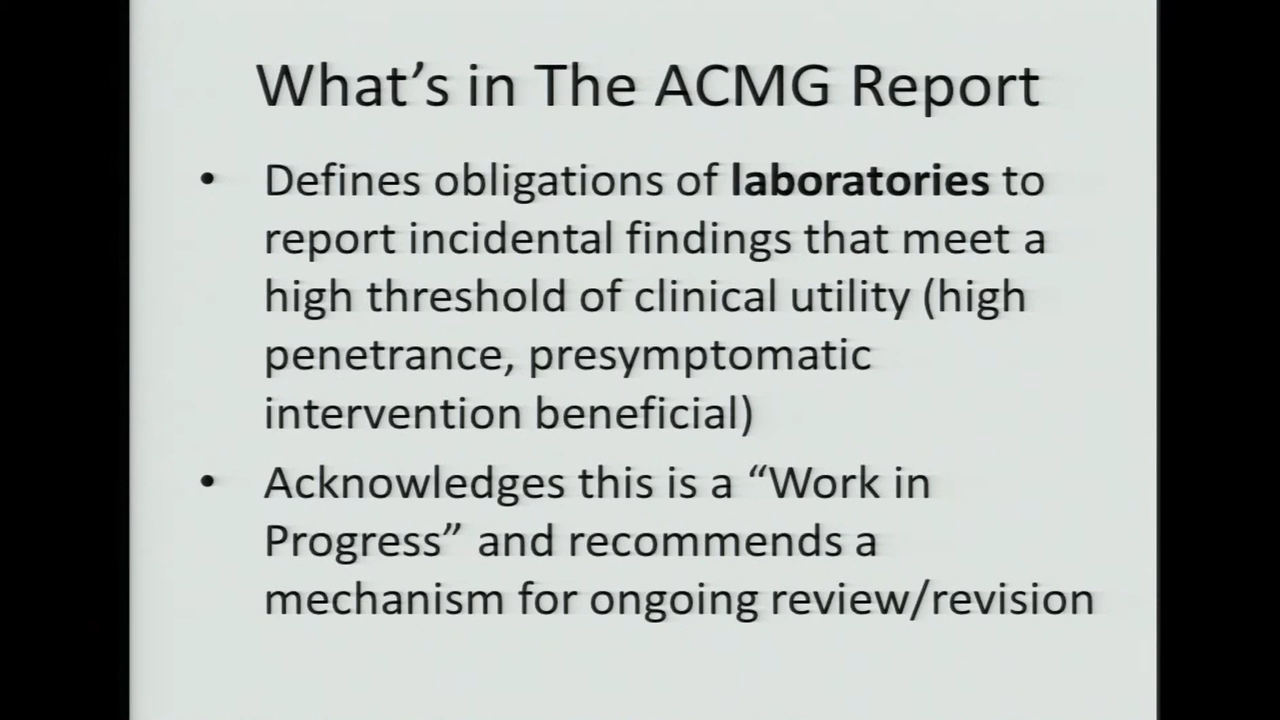 What's in The ACMG Report
• Defines obligations of laboratories to
report incidental findings that meet a
high threshold of clinical utility (high
penetrance, presymptomatic
intervention beneficial)
• Acknowledges this is a “Work in
Progress” and recommends a
mechanism for ongoing review/revision